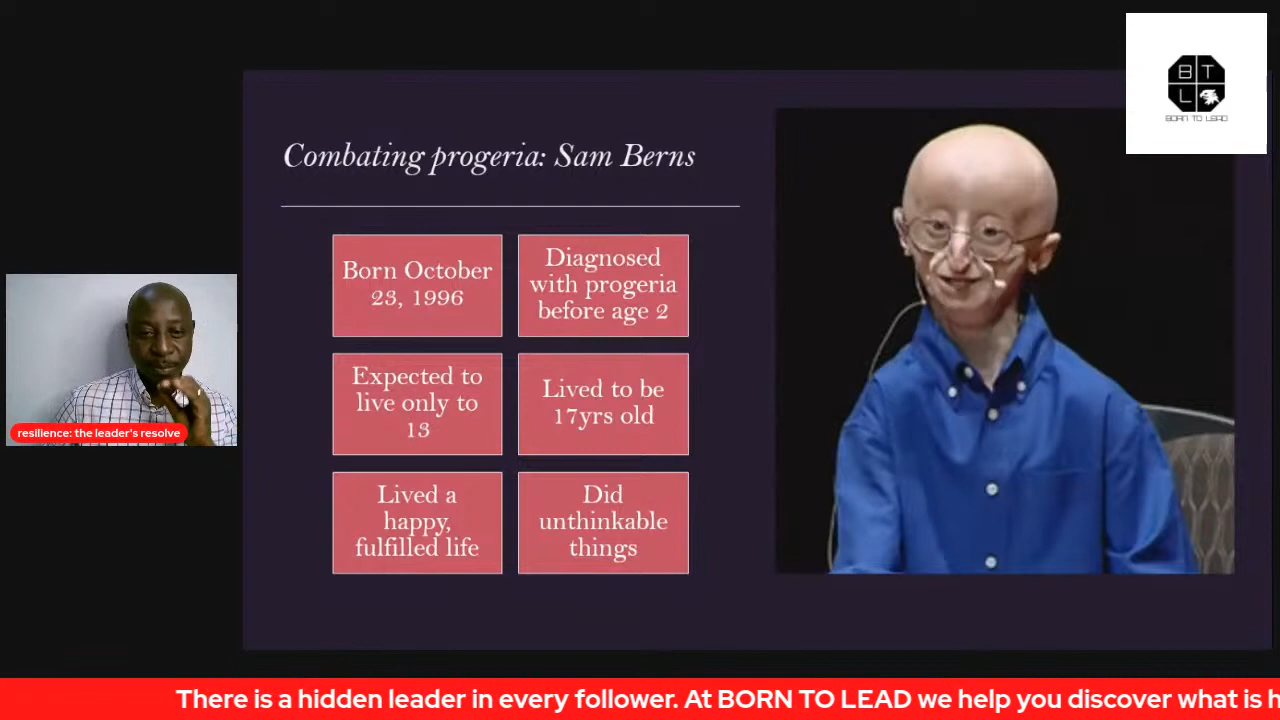 B T
L
BORN TO LEAD
Combating progeria: Sam Berns
Born October
23, 1996
Diagnosed
with progeria
before age 2
Expected to
live only to
13
Lived to be
17yrs old
Lived a
happy,
fulfilled life
Did
unthinkable
things
resilience: the leader's resolve
There is a hidden leader in every follower. At BORN TO LEAD we help you discover what is h